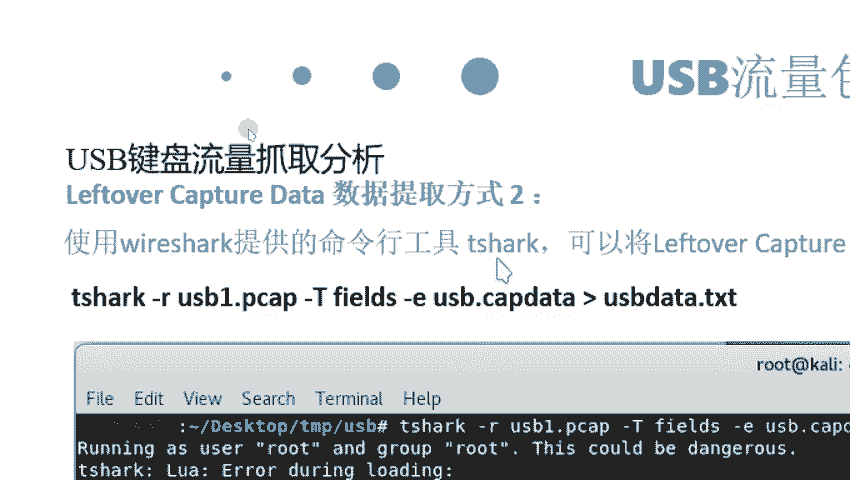 USB流量包
USB键盘流量抓取分析
Leftover Capture Data 数据提取方式 2：
使用wireshark提供的命令行工具 tshark，可以将Leftover Capture
tshark -r usb1.pcap -T fields -e usb.capdata > usbdata.txt
root@kali:
File Edit View Search Terminal Help
:~/Desktop/tmp/usb# tshark -r usb1.pcap -T fields -e usb.capd
Running as user "root" and group "root". This could be dangerous.
tshark: Lua: Error during loading: